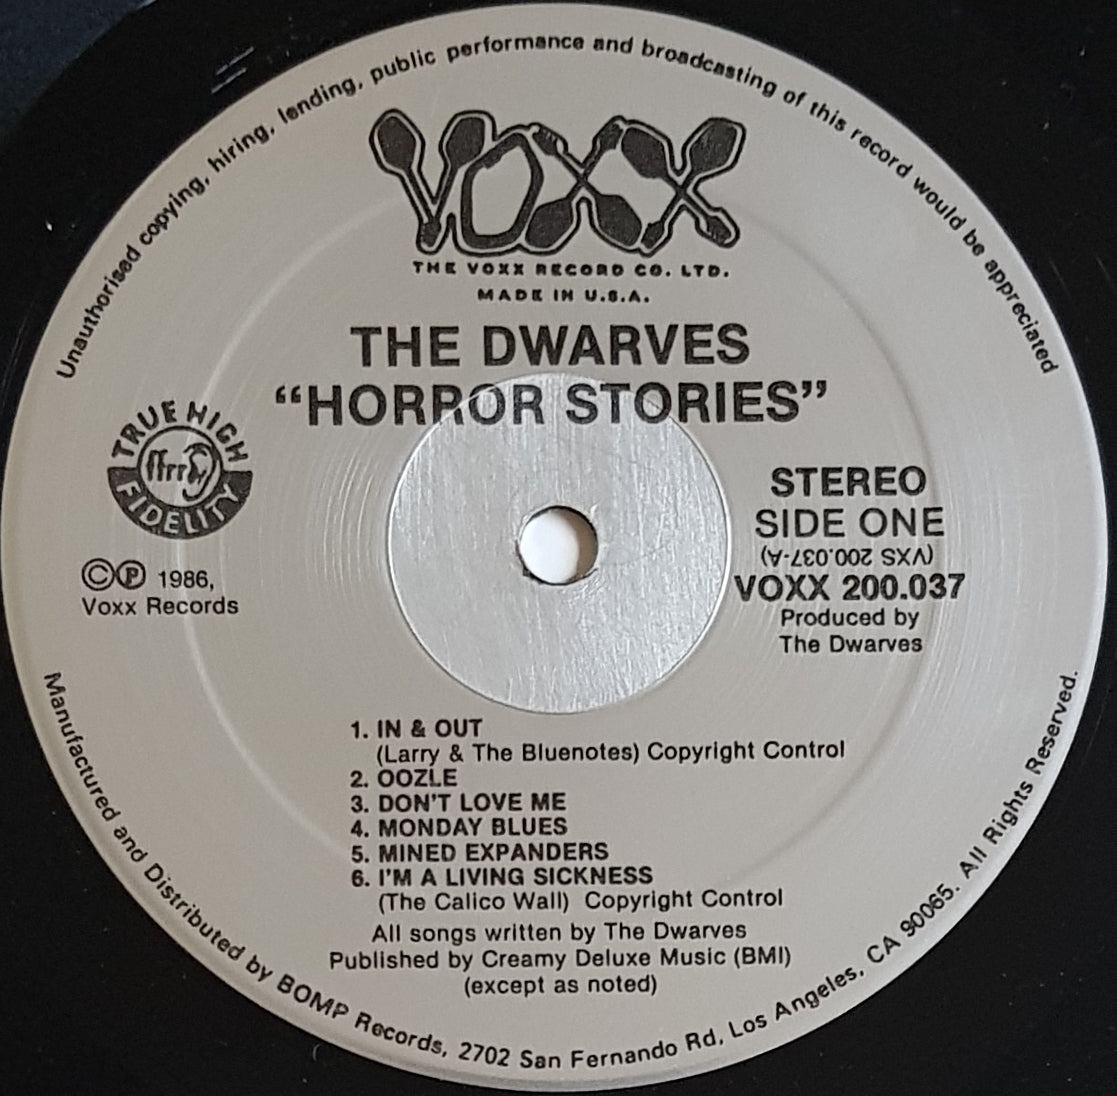 Unauthorised copying, hiring, lending, public performance and broadcasting of this record would be appreciated
VOXX
THE VOXX RECORD CO. LTD.
MADE IN U.S.A.
THE DWARVES
“HORROR STORIES”
TRUE HIGH
ffrr
FIDELITY
©℗ 1986,
Voxx Records
STEREO
SIDE ONE
(VXS 200.037-A)
VOXX 200.037
Produced by
The Dwarves
1. IN & OUT
(Larry & The Bluenotes) Copyright Control
2. OOZLE
3. DON'T LOVE ME
4. MONDAY BLUES
5. MINED EXPANDERS
6. I'M A LIVING SICKNESS
(The Calico Wall) Copyright Control
All songs written by The Dwarves
Published by Creamy Deluxe Music (BMI)
(except as noted)
Manufactured and Distributed by BOMP Records, 2702 San Fernando Rd, Los Angeles, CA 90065. All Rights Reserved.